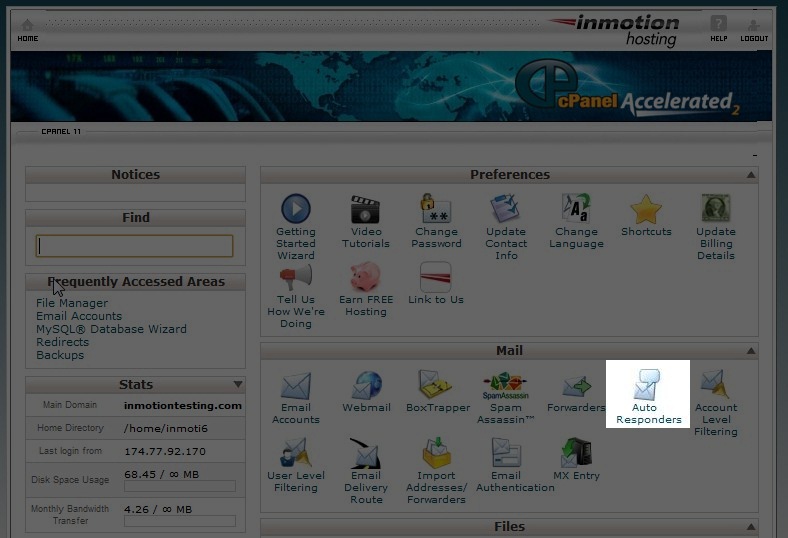 inmotion
hosting
HOME
HELP
LOGOUT
cPanel Accelerated2
CPANEL 11
Notices
Find
Frequently Accessed Areas
File Manager
Email Accounts
MySQL® Database Wizard
Redirects
Backups
Stats
Main Domain inmotiontesting.com
Home Directory /home/inmoti6
Last login from 174.77.92.170
Disk Space Usage 68.45 / ∞ MB
Monthly Bandwidth
Transfer
4.26 / ∞ MB
Preferences
Getting
Started
Wizard
Video
Tutorials
Change
Password
Update
Contact
Info
Change
Language
Shortcuts
Update
Billing
Details
Tell Us
How We're
Doing
Earn FREE
Hosting
Link to Us
Mail
Email
Accounts
Webmail
BoxTrapper
SpamAssassin
Spam
Assassin™
Forwarders
Auto
Responders
Account
Level
Filtering
User Level
Filtering
Email
Delivery
Route
Import
Addresses/
Forwarders
Email
Authentication
MX Entry
Files